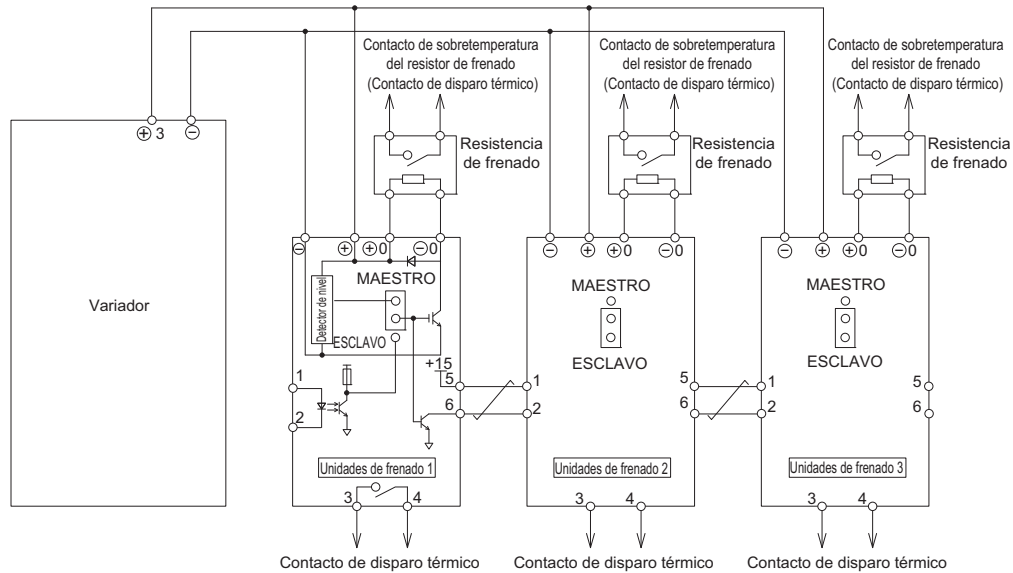 Contacto de sobretemperatura
del resistor de frenado
(Contacto de disparo térmico)
Contacto de sobretemperatura
del resistor de frenado
(Contacto de disparo térmico)
Contacto de sobretemperatura
del resistor de frenado
(Contacto de disparo térmico)
⊕ 3 ⊖
Resistencia
de frenado
Resistencia
de frenado
Resistencia
de frenado
Variador
⊖ ⊕ ⊕0 ⊖0
MAESTRO
Detector de nivel
ESCLAVO
+15
1
2
5
6
Unidades de frenado 1
3 4
Contacto de disparo térmico
⊖ ⊕ ⊕0 ⊖0
MAESTRO
ESCLAVO
1
2
5
6
Unidades de frenado 2
3 4
Contacto de disparo térmico
⊖ ⊕ ⊕0 ⊖0
MAESTRO
ESCLAVO
1
2
5
6
Unidades de frenado 3
3 4
Contacto de disparo térmico